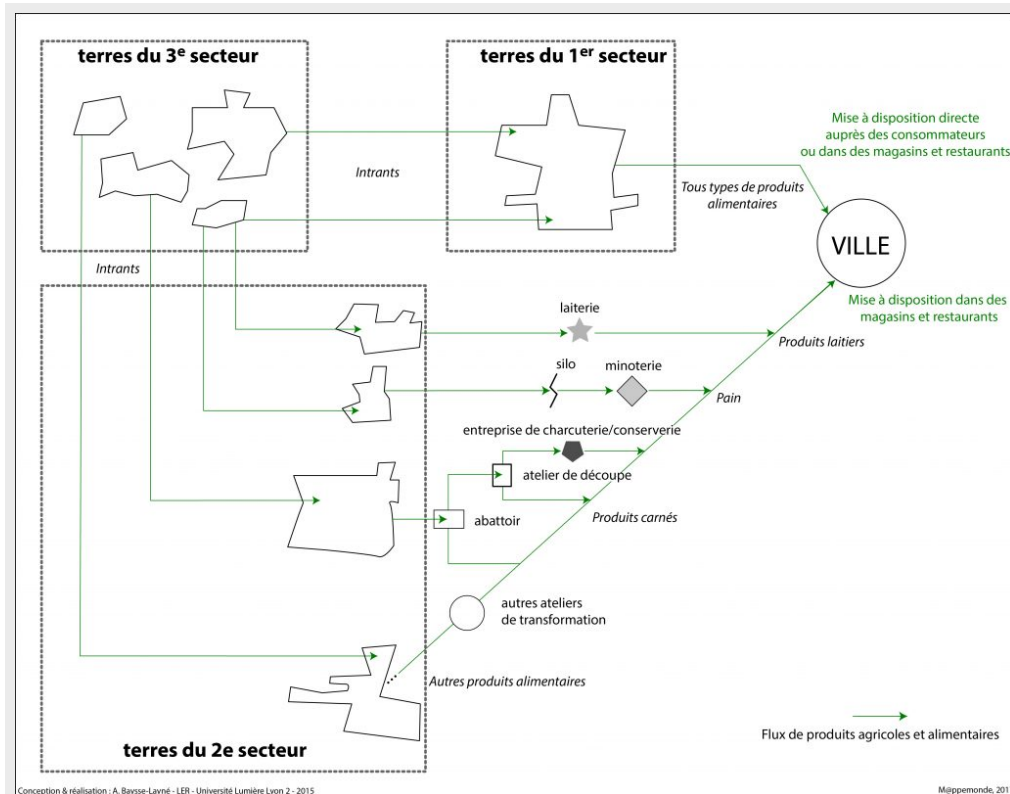 terres du 3e secteur
terres du 1er secteur
Mise à disposition directe
auprès des consommateurs
ou dans des magasins et restaurants
Intrants
Tous types de produits
alimentaires
VILLE
Intrants
Mise à disposition dans des
magasins et restaurants
laiterie
Produits laitiers
silo
minoterie
Pain
entreprise de charcuterie/conserverie
atelier de découpe
abattoir
Produits carnés
autres ateliers
de transformation
Autres produits alimentaires
terres du 2e secteur
Flux de produits agricoles et alimentaires
Conception & réalisation : A. Baysse-Layné - LER - Université Lumière Lyon 2 - 2015
M@ppemonde, 201